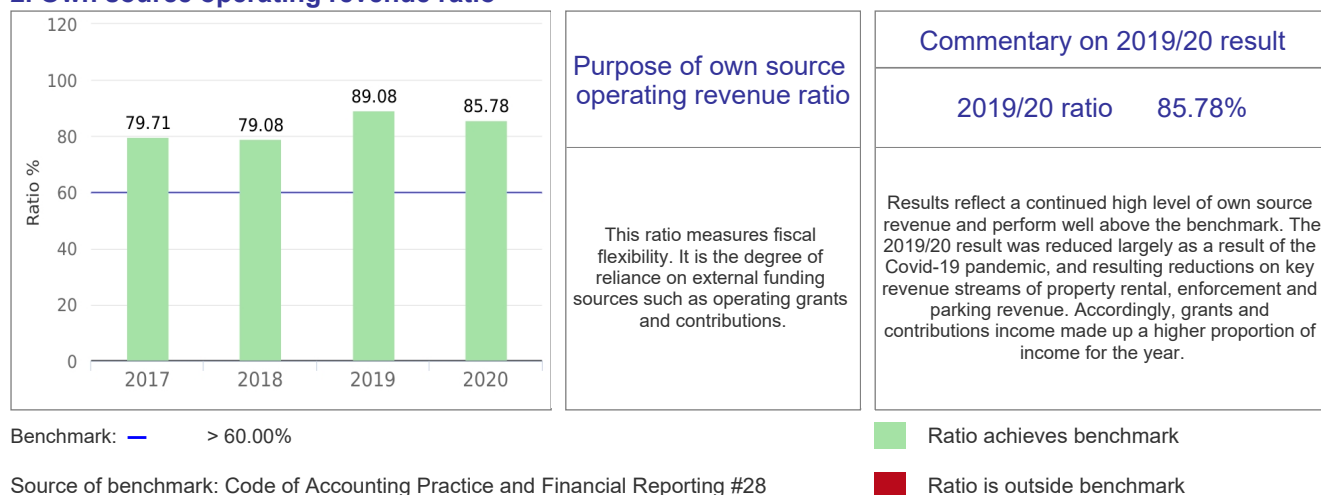 2. Own source operating revenue ratio
120
100
80
60
40
20
0
Ratio %
79.71
79.08
89.08
85.78
2017 2018 2019 2020
Purpose of own source
operating revenue ratio
This ratio measures fiscal
flexibility. It is the degree of
reliance on external funding
sources such as operating grants
and contributions.
Commentary on 2019/20 result
2019/20 ratio 85.78%
Results reflect a continued high level of own source
revenue and perform well above the benchmark. The
2019/20 result was reduced largely as a result of the
Covid-19 pandemic, and resulting reductions on key
revenue streams of property rental, enforcement and
parking revenue. Accordingly, grants and
contributions income made up a higher proportion of
income for the year.
Benchmark: > 60.00%
Source of benchmark: Code of Accounting Practice and Financial Reporting #28
Ratio achieves benchmark
Ratio is outside benchmark